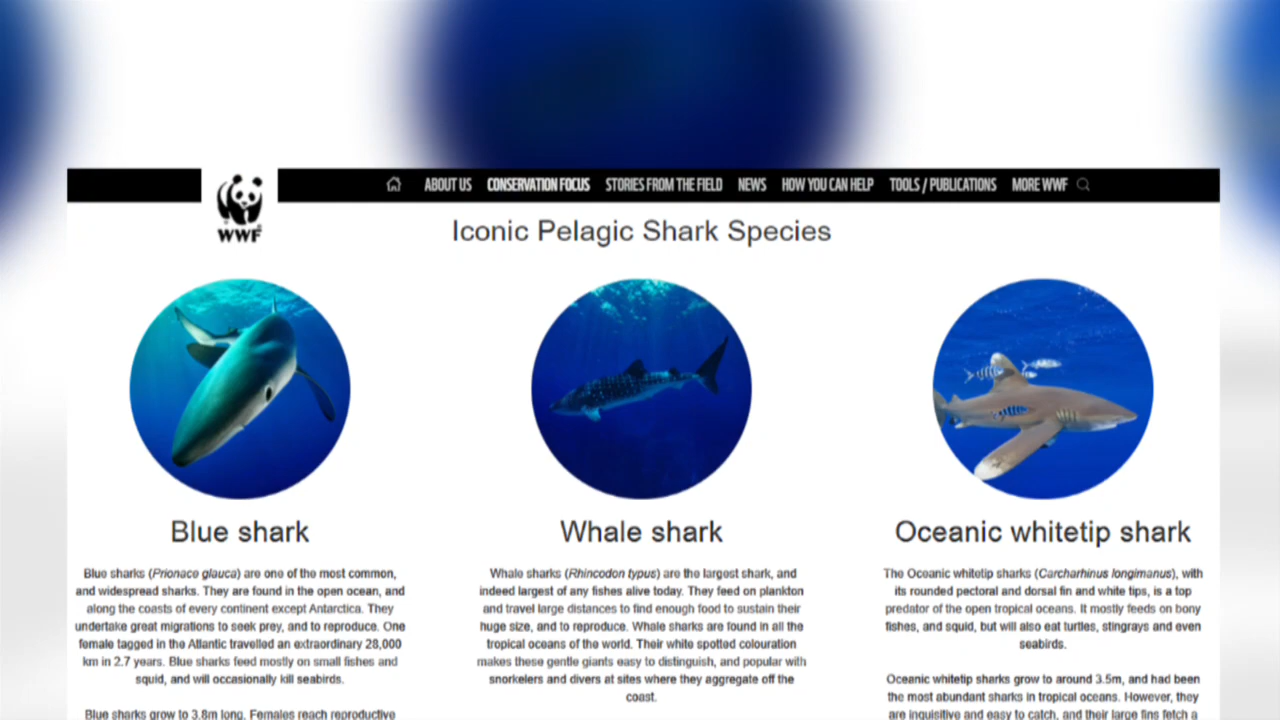 ABOUT US CONSERVATION FOCUS STORIES FROM THE FIELD NEWS HOW YOU CAN HELP TOOLS / PUBLICATIONS MORE WWF
WWF
Iconic Pelagic Shark Species
Blue shark
Blue sharks (Prionace glauca) are one of the most common,
and widespread sharks. They are found in the open ocean, and
along the coasts of every continent except Antarctica. They
undertake great migrations to seek prey, and to reproduce. One
female tagged in the Atlantic travelled an extraordinary 28,000
km in 2.7 years. Blue sharks feed mostly on small fishes and
squid, and will occasionally kill seabirds.
Blue sharks grow to 3.8m long. Females reach reproductive
Whale shark
Whale sharks (Rhincodon typus) are the largest shark, and
indeed largest of any fishes alive today. They feed on plankton
and travel large distances to find enough food to sustain their
huge size, and to reproduce. Whale sharks are found in all the
tropical oceans of the world. Their white spotted colouration
makes these gentle giants easy to distinguish, and popular with
snorkelers and divers at sites where they aggregate off the
coast.
Oceanic whitetip shark
The Oceanic whitetip sharks (Carcharhinus longimanus), with
its rounded pectoral and dorsal fin and white tips, is a top
predator of the open tropical oceans. It mostly feeds on bony
fishes, and squid, but will also eat turtles, stingrays and even
seabirds.
Oceanic whitetip sharks grow to around 3.5m, and had been
the most abundant sharks in tropical oceans. However, they
are inquisitive and easy to catch, and their large fins fetch a